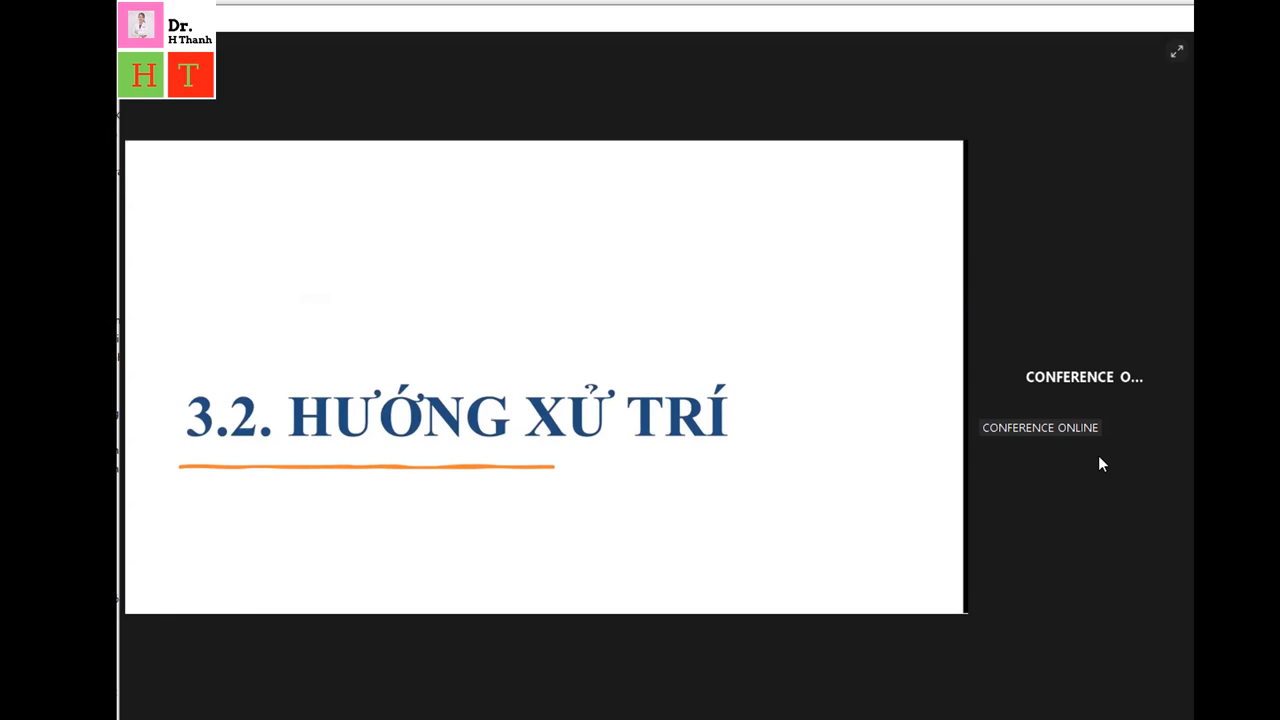 Dr.
H Thanh
H T
3.2. HƯỚNG XỬ TRÍ
CONFERENCE O...
CONFERENCE ONLINE